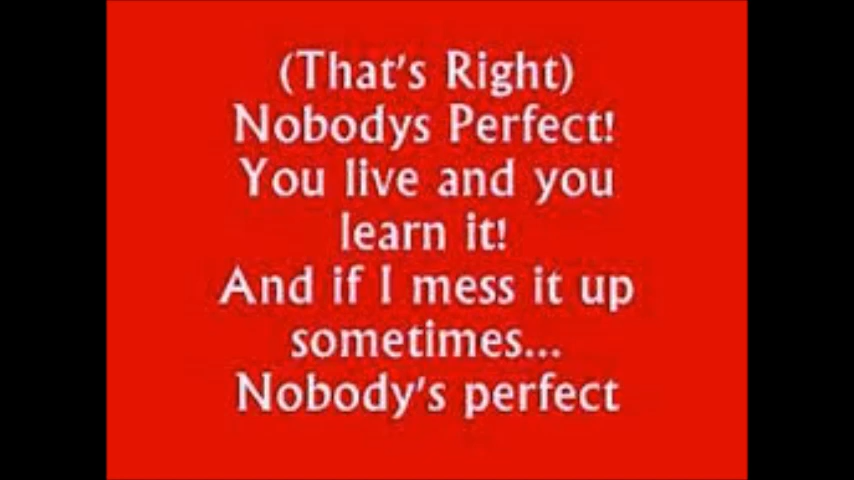 (That's Right)
Nobodys Perfect!
You live and you
learn it!
And if I mess it up
sometimes...
Nobody's perfect